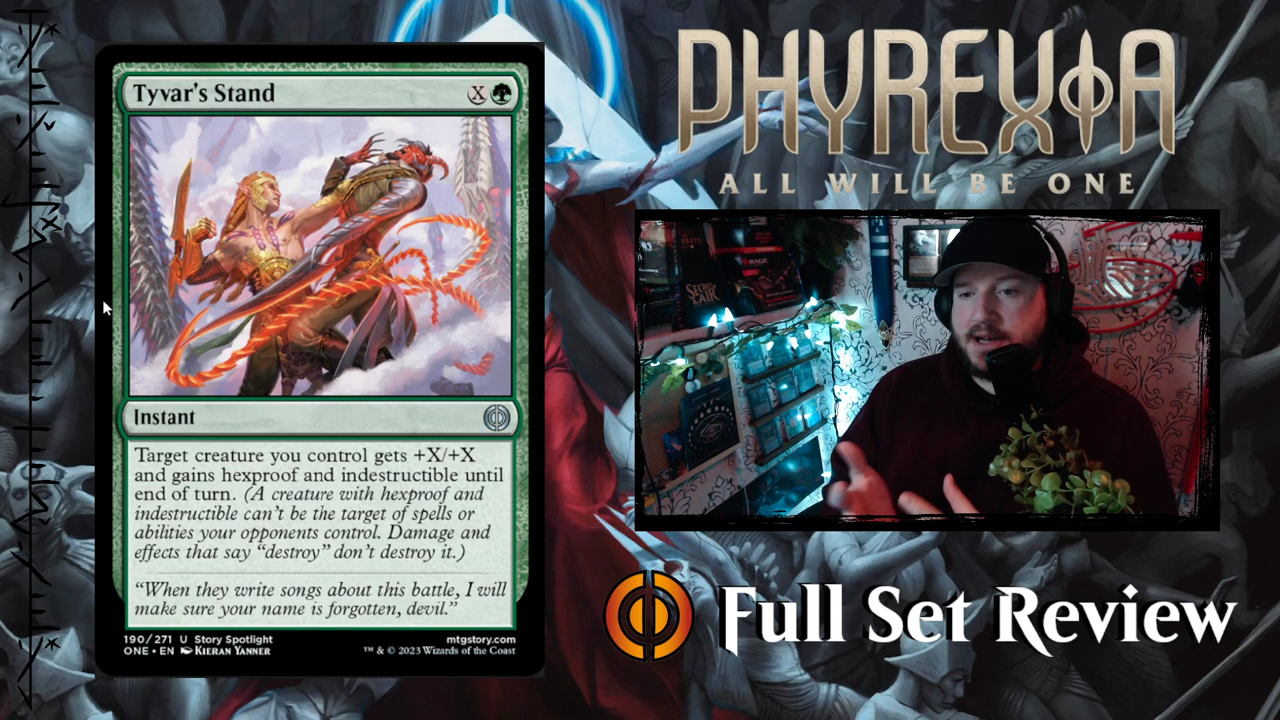 Tyvar's Stand
X
Instant
Target creature you control gets +X/+X
and gains hexproof and indestructible until
end of turn. (A creature with hexproof and
indestructible can't be the target of spells or
abilities your opponents control. Damage and
effects that say "destroy" don't destroy it.)
"When they write songs about this battle, I will
make sure your name is forgotten, devil."
190/271 U Story Spotlight
ONE • EN KIERAN YANNER
mtgstory.com
™ & © 2023 Wizards of the Coast
PHYREXIA
ALL WILL BE ONE
SECRET
LAIR
MAGIC
Full Set Review